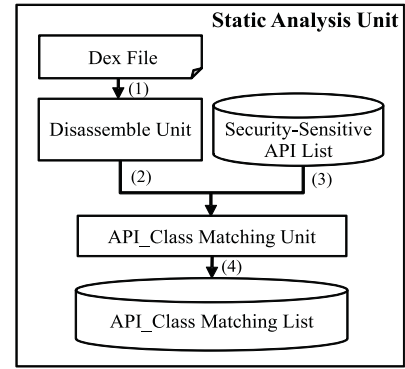 Static Analysis Unit
Dex File
(1)
Disassemble Unit
Security-Sensitive
API List
(2)
(3)
API_Class Matching Unit
(4)
API_Class Matching List